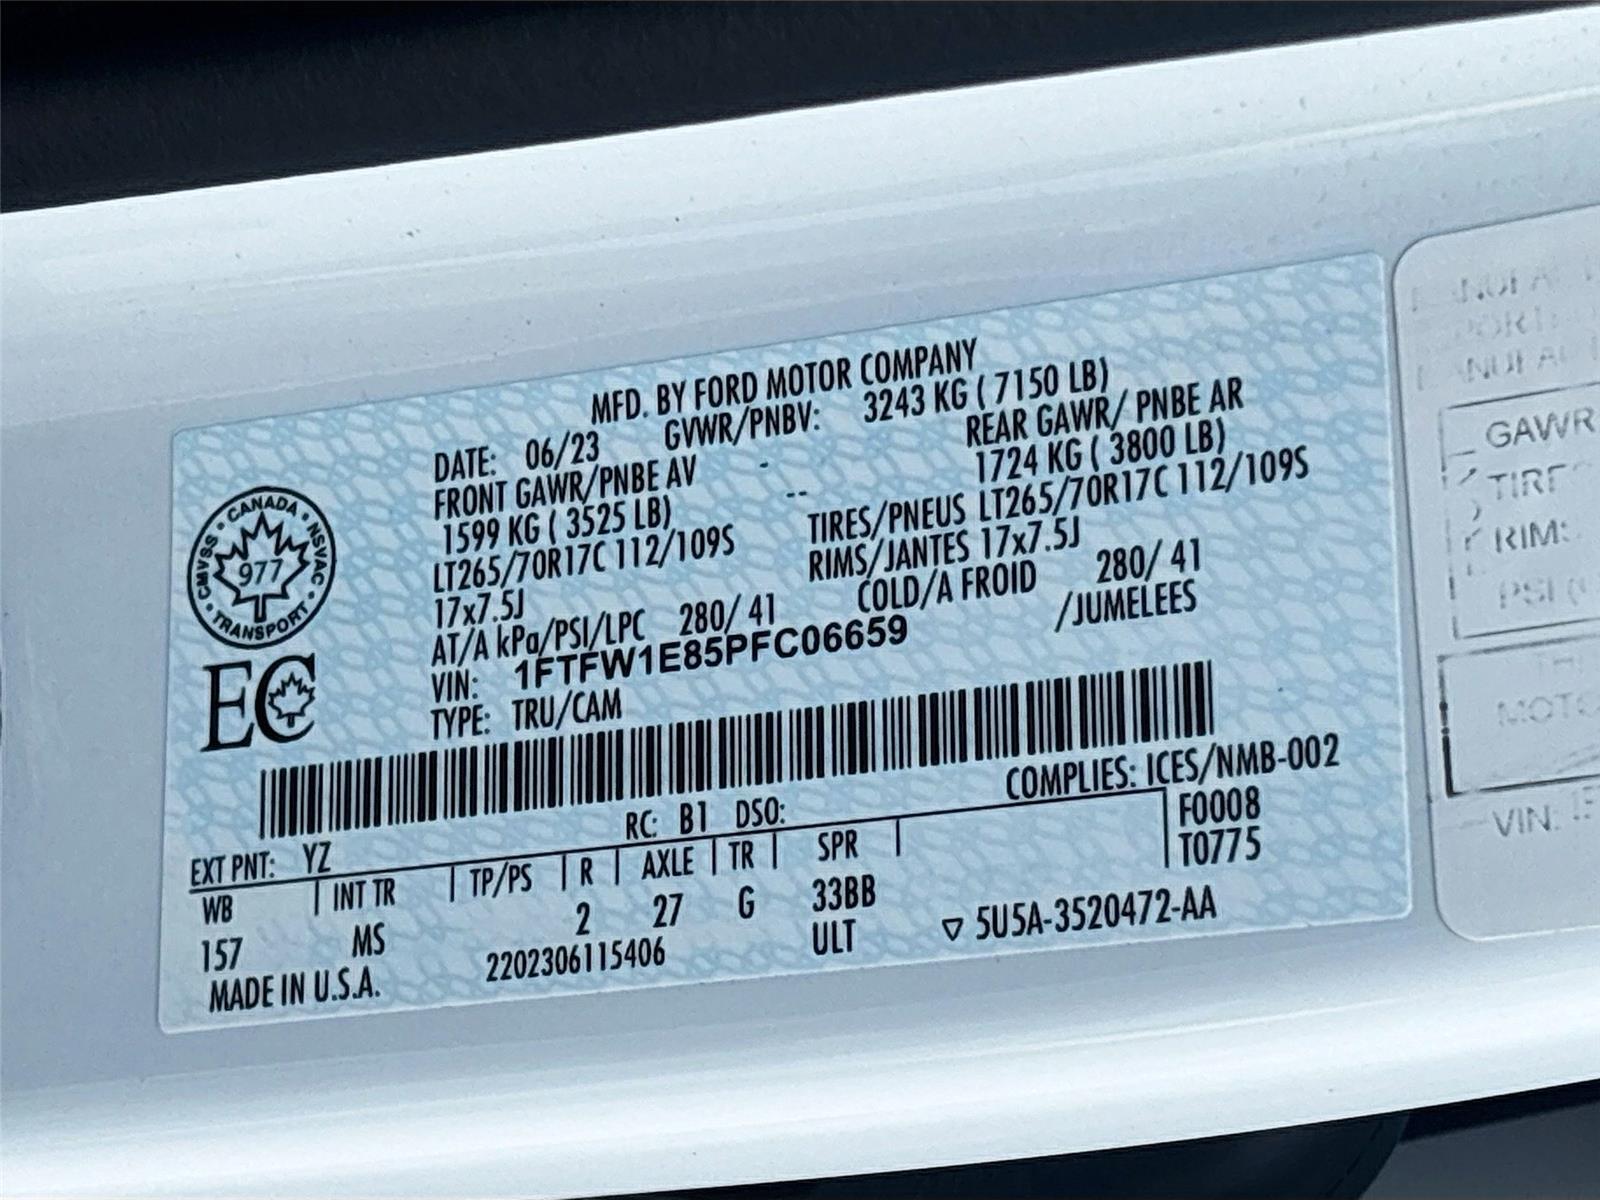 MFD. BY FORD MOTOR COMPANY
DATE: 06/23 GVWR/PNBV: 3243 KG ( 7150 LB)
FRONT GAWR/PNBE AV REAR GAWR/ PNBE AR
1599 KG ( 3525 LB) 1724 KG ( 3800 LB)
LT265/70R17C 112/109S TIRES/PNEUS LT265/70R17C 112/109S
17x7.5J RIMS/JANTES 17x7.5J
AT/A kPa/PSI/LPC 280/ 41 COLD/A FROID 280/ 41
VIN: 1FTFW1E85PFC06659 /JUMELEES
TYPE: TRU/CAM
CANADA • NSVAC • TRANSPORT • CMVSS
977
EC
COMPLIES: ICES/NMB-002
RC: B1 DSO: F0008
EXT PNT: YZ T0775
WB INT TR TP/PS R AXLE TR SPR
157 MS 2 27 G 33BB
MADE IN U.S.A. 2202306115406 ULT ▽ 5U5A-3520472-AA
GAWR
RIM
PSI
VIN: